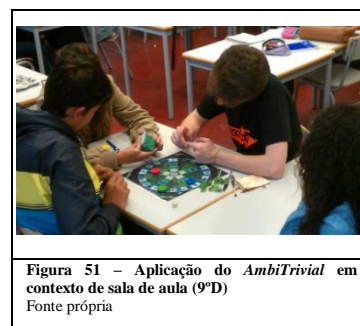 Figura 51 – Aplicação do AmbiTrivial em
contexto de sala de aula (9ºD)
Fonte própria